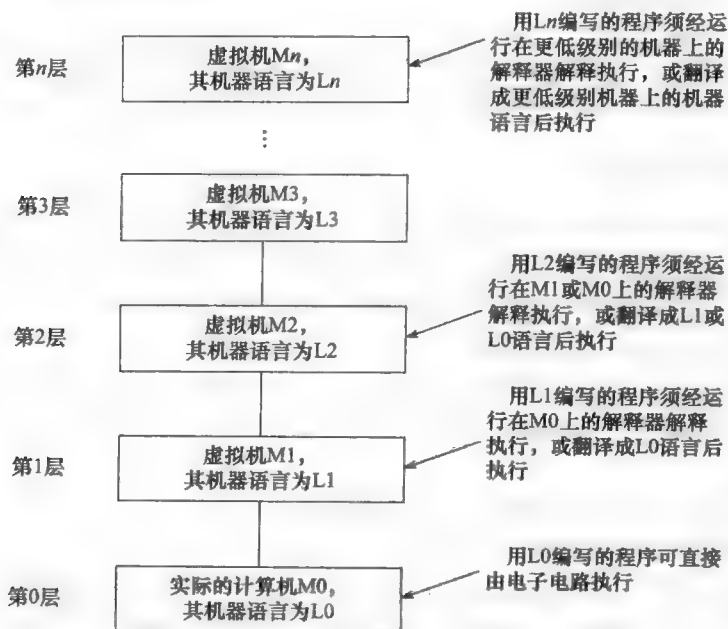 用Ln编写的程序须经运
行在更低级别的机器上的
解释器解释执行，或翻译
成更低级别机器上的机器
语言后执行
第n层
虚拟机Mn，
其机器语言为Ln
⋮
第3层
虚拟机M3，
其机器语言为L3
用L2编写的程序须经运
行在M1或M0上的解释器
解释执行，或翻译成L1或
L0语言后执行
第2层
虚拟机M2，
其机器语言为L2
用L1编写的程序须经运
行在M0上的解释器解释
执行，或翻译成L0语言后
执行
第1层
虚拟机M1，
其机器语言为L1
用L0编写的程序可直接
由电子电路执行
第0层
实际的计算机M0，
其机器语言为L0